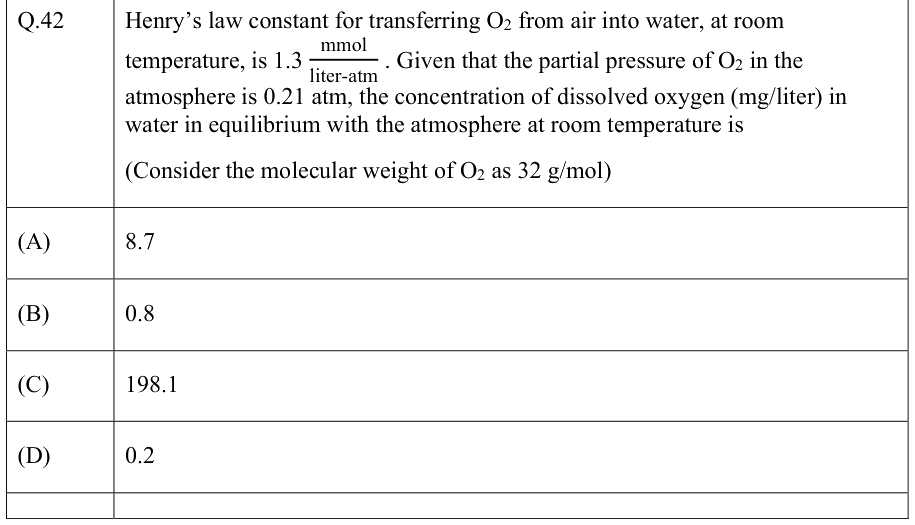 Q.42 Henry’s law constant for transferring O₂ from air into water, at room
temperature, is 1.3 mmol/liter-atm . Given that the partial pressure of O₂ in the
atmosphere is 0.21 atm, the concentration of dissolved oxygen (mg/liter) in
water in equilibrium with the atmosphere at room temperature is
(Consider the molecular weight of O₂ as 32 g/mol)
(A) 8.7
(B) 0.8
(C) 198.1
(D) 0.2